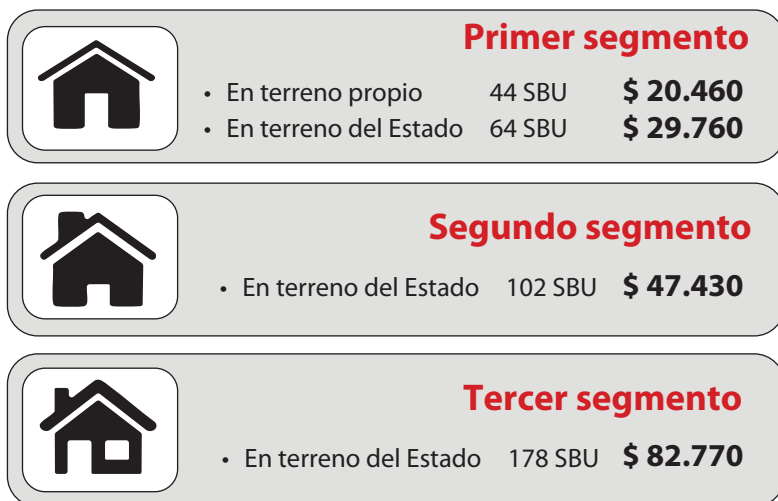 Primer segmento
• En terreno propio 44 SBU $ 20.460
• En terreno del Estado 64 SBU $ 29.760
Segundo segmento
• En terreno del Estado 102 SBU $ 47.430
Tercer segmento
• En terreno del Estado 178 SBU $ 82.770